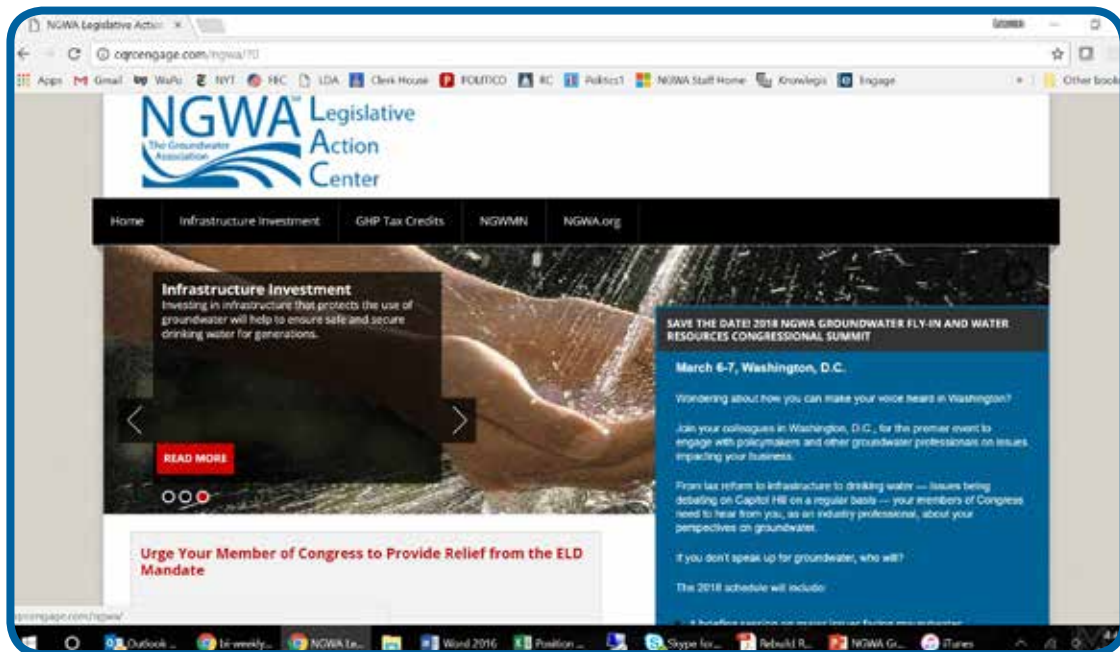 NGWA Legislative Action
cqrcengage.com/ngwa/?0
Apps Gmail WaPo NYT FEC LDA Clerk House POLITICO RC Politics1 NGWA Staff Home Knowlegis Engage Other book
NGWA Legislative
The Groundwater Association
Action
Center
Home Infrastructure Investment GHP Tax Credits NGWMN NGWA.org
Infrastructure Investment
Investing in infrastructure that protects the use of
groundwater will help to ensure safe and secure
drinking water for generations.
READ MORE
SAVE THE DATE! 2018 NGWA GROUNDWATER FLY-IN AND WATER
RESOURCES CONGRESSIONAL SUMMIT
March 6-7, Washington, D.C.
Wondering about how you can make your voice heard in Washington?
Join your colleagues in Washington, D.C., for the premier event to
engage with policymakers and other groundwater professionals on issues
impacting your business.
From tax reform to infrastructure to drinking water — issues being
debating on Capitol Hill on a regular basis — your members of Congress
need to hear from you, as an industry professional, about your
perspectives on groundwater.
If you don't speak up for groundwater, who will?
The 2018 schedule will include:
Urge Your Member of Congress to Provide Relief from the ELD
Mandate
A briefing session on major issues facing groundwater
cqrcengage.com/ngwa/
Outlook ... bi-weekly... NGWA Le... Word 2016 Position ... Skype for... Rebuild R... NGWA Gr... iTunes